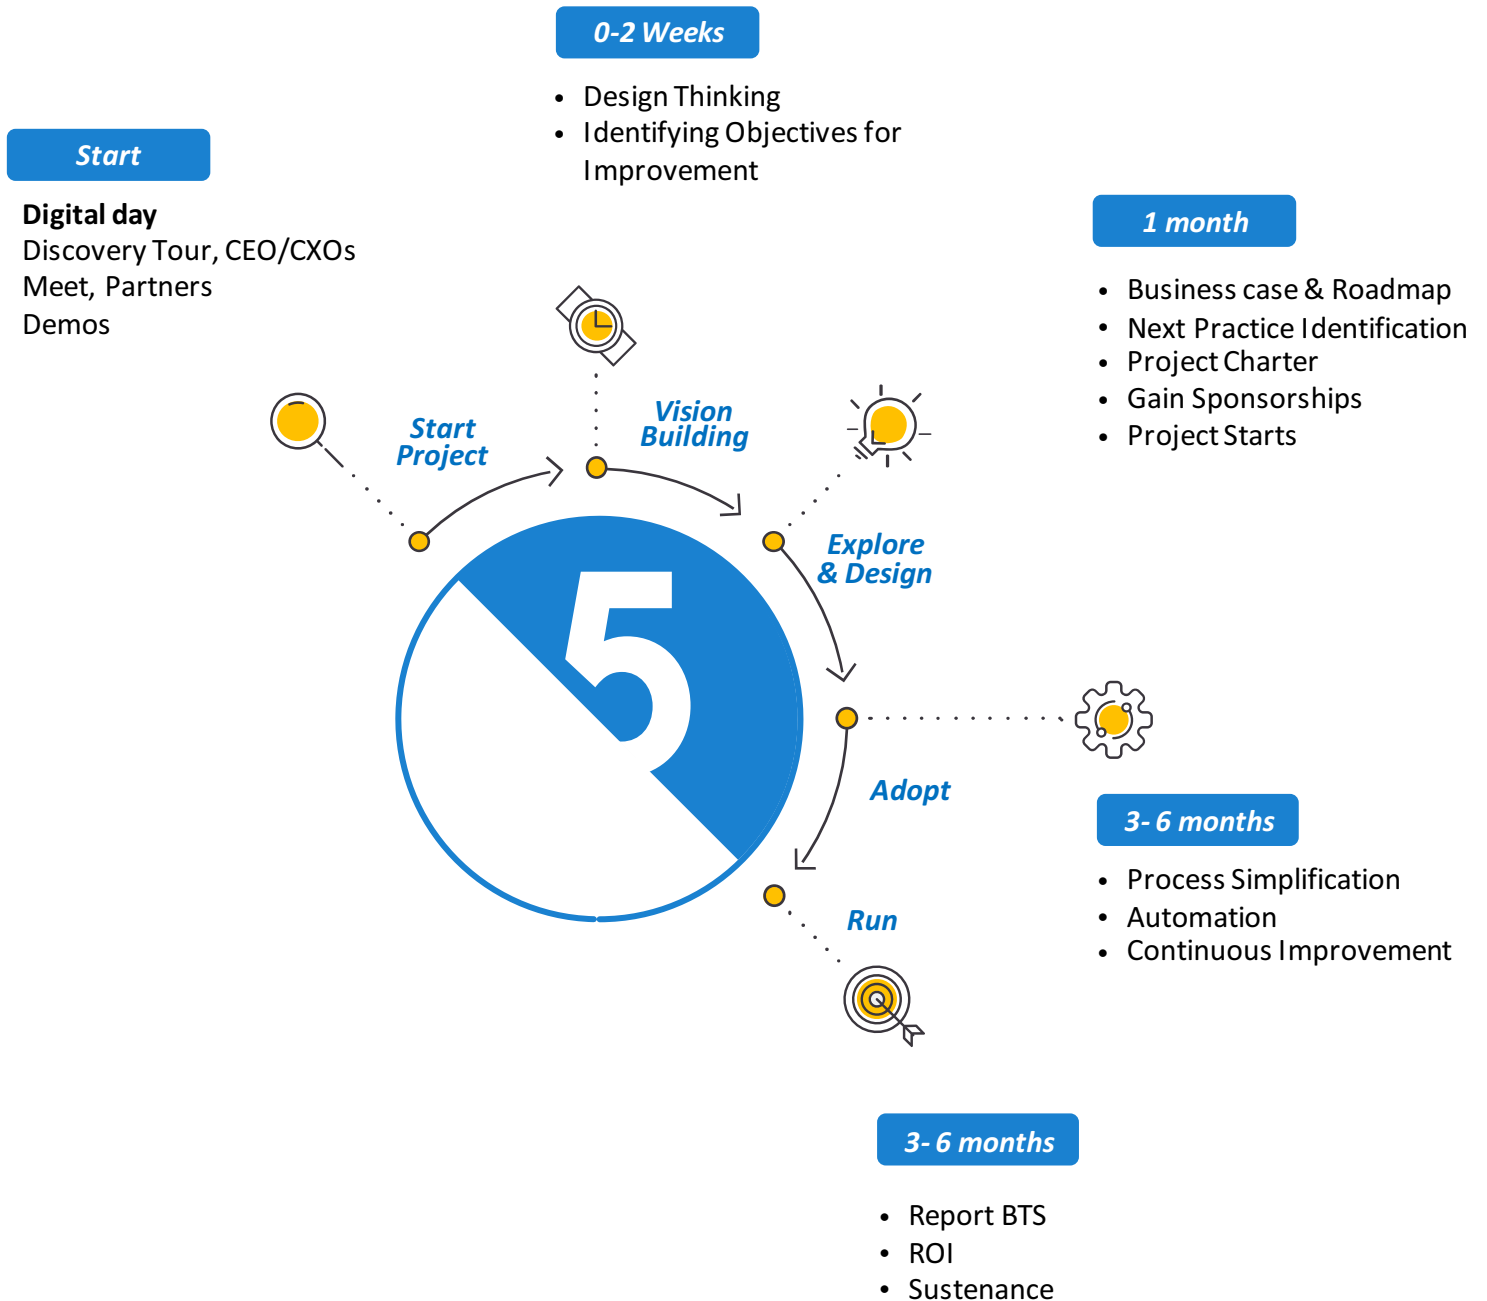 0-2 Weeks
• Design Thinking
• Identifying Objectives for
Improvement
Start
Digital day
Discovery Tour, CEO/CXOs
Meet, Partners
Demos
1 month
• Business case & Roadmap
• Next Practice Identification
• Project Charter
• Gain Sponsorships
• Project Starts
Start
Project
Vision
Building
Explore
& Design
5
Adopt
Run
3- 6 months
• Process Simplification
• Automation
• Continuous Improvement
3- 6 months
• Report BTS
• ROI
• Sustenance